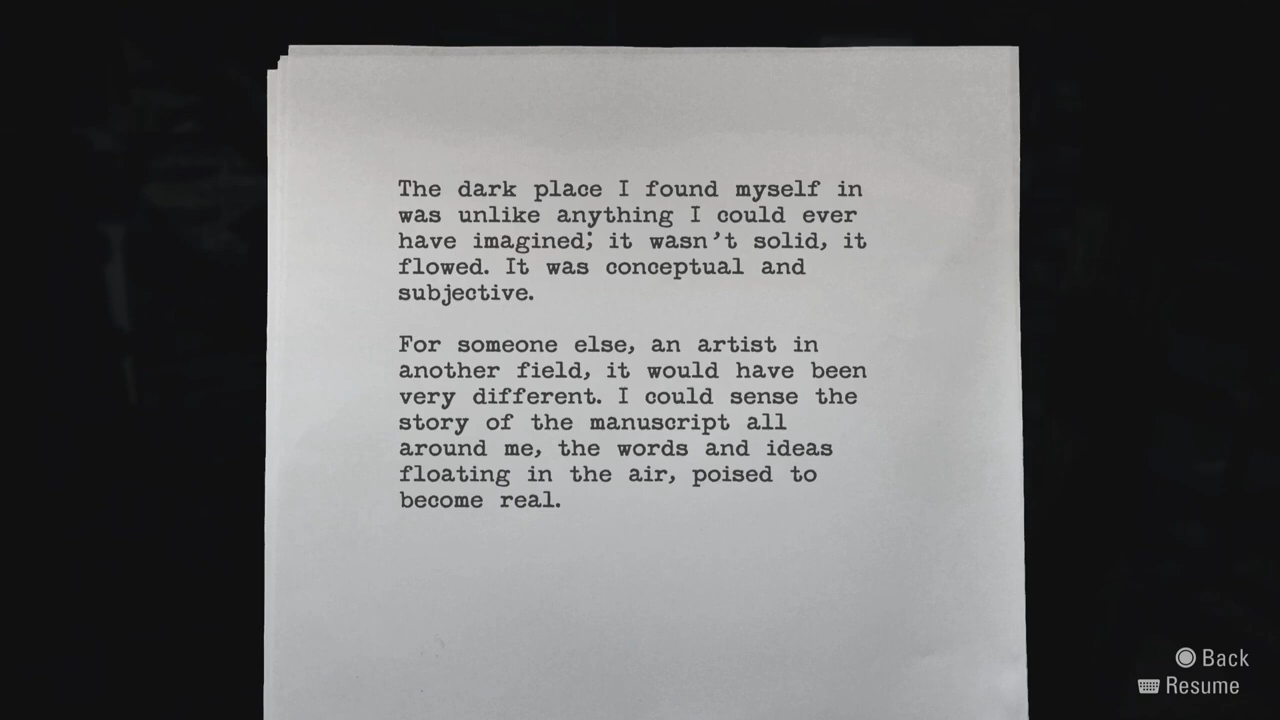 The dark place I found myself in
was unlike anything I could ever
have imagined; it wasn't solid, it
flowed. It was conceptual and
subjective.
For someone else, an artist in
another field, it would have been
very different. I could sense the
story of the manuscript all
around me, the words and ideas
floating in the air, poised to
become real.
Back
Resume